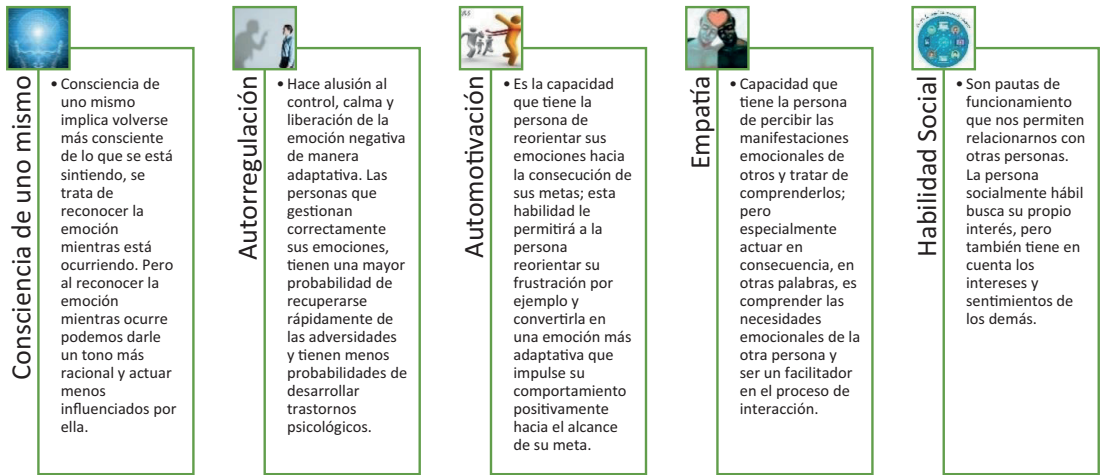 Consciencia de uno mismo
• Consciencia de
uno mismo
implica volverse
más consciente
de lo que se está
sintiendo, se
trata de
reconocer la
emoción
mientras está
ocurriendo. Pero
al reconocer la
emoción
mientras ocurre
podemos darle
un tono más
racional y actuar
menos
influenciados por
ella.
Autorregulación
• Hace alusión al
control, calma y
liberación de la
emoción negativa
de manera
adaptativa. Las
personas que
gestionan
correctamente
sus emociones,
tienen una mayor
probabilidad de
recuperarse
rápidamente de
las adversidades
y tienen menos
probabilidades de
desarrollar
trastornos
psicológicos.
Automotivación
• Es la capacidad
que tiene la
persona de
reorientar sus
emociones hacia
la consecución de
sus metas; esta
habilidad le
permitirá a la
persona
reorientar su
frustración por
ejemplo y
convertirla en
una emoción más
adaptativa que
impulse su
comportamiento
positivamente
hacia el alcance
de su meta.
Empatía
• Capacidad que
tiene la persona
de percibir las
manifestaciones
emocionales de
otros y tratar de
comprenderlos;
pero
especialmente
actuar en
consecuencia, en
otras palabras, es
comprender las
necesidades
emocionales de la
otra persona y
ser un facilitador
en el proceso de
interacción.
Habilidad Social
• Son pautas de
funcionamiento
que nos permiten
relacionarnos con
otras personas.
La persona
socialmente hábil
busca su propio
interés, pero
también tiene en
cuenta los
intereses y
sentimientos de
los demás.